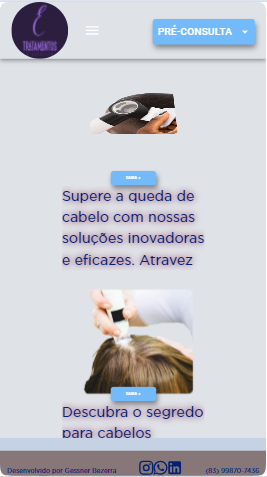 TRATAMENTOS
PRÉ-CONSULTA
Supere a queda de
cabelo com nossas
soluções inovadoras
e eficazes. Atravez
Descubra o segredo
para cabelos
Desenvolvido por Gessner Bezerra
(83) 99870-7436